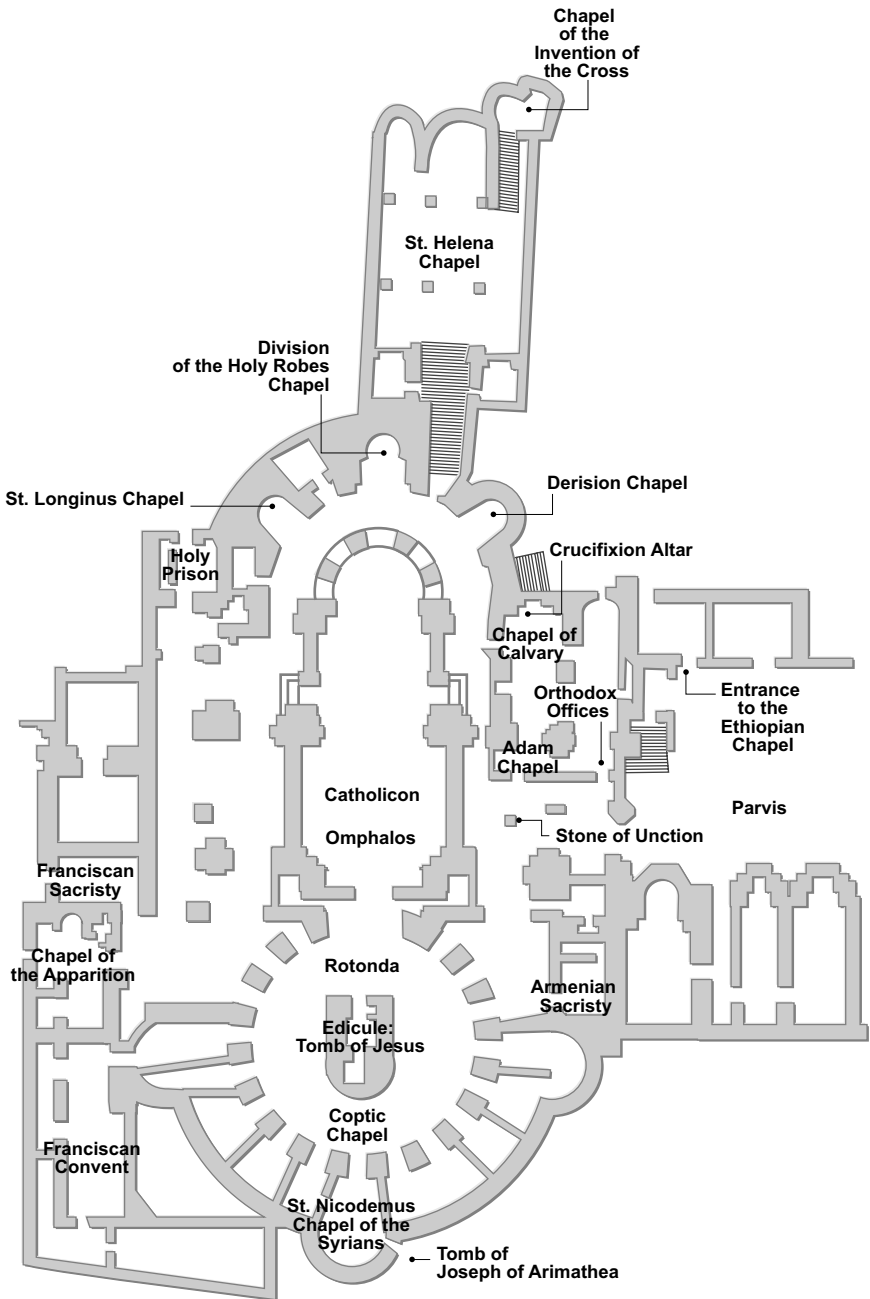 Chapel
of the
Invention of
the Cross
St. Helena
Chapel
Division
of the Holy Robes
Chapel
St. Longinus Chapel
Derision Chapel
Holy
Prison
Crucifixion Altar
Chapel of
Calvary
Orthodox
Offices
Entrance
to the
Ethiopian
Chapel
Adam
Chapel
Catholicon
Parvis
Omphalos
Stone of Unction
Franciscan
Sacristy
Chapel of
the Apparition
Rotonda
Armenian
Sacristy
Edicule:
Tomb of Jesus
Coptic
Chapel
Franciscan
Convent
St. Nicodemus
Chapel of the
Syrians
Tomb of
Joseph of Arimathea